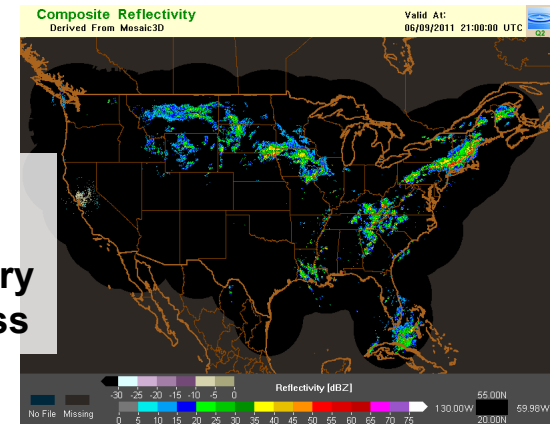 Composite Reflectivity
Derived From Mosaic3D
Valid At:
06/09/2011 21:00:00 UTC
Q2
ry
ss
-30 -25 -20 -15 -10 -5 0
Reflectivity [dBZ]
No File Missing
0 5 10 15 20 25 30 35 40 45 50 55 60 65 70 75
55.00N
130.00W 59.98W
20.00N